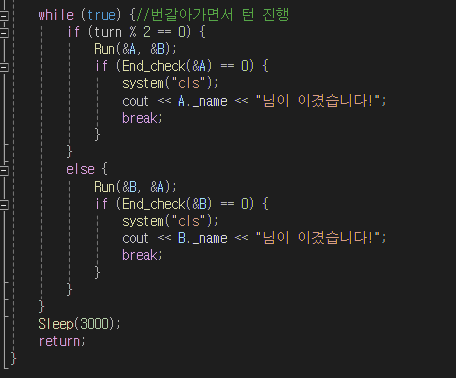 while (true) {//번갈아가면서 턴 진행
if (turn % 2 == 0) {
Run(&A, &B);
if (End_check(&A) == 0) {
system("cls");
cout << A._name << "님이 이겼습니다!";
break;
}
}
else {
Run(&B, &A);
if (End_check(&B) == 0) {
system("cls");
cout << B._name << "님이 이겼습니다!";
break;
}
}
}
Sleep(3000);
return;
}